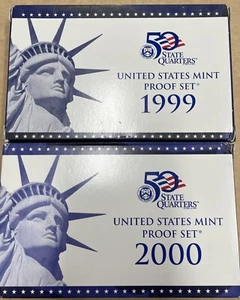 50
STATE
QUARTERS®
UNITED STATES MINT
PROOF SET®
1999
50
STATE
QUARTERS®
UNITED STATES MINT
PROOF SET®
2000